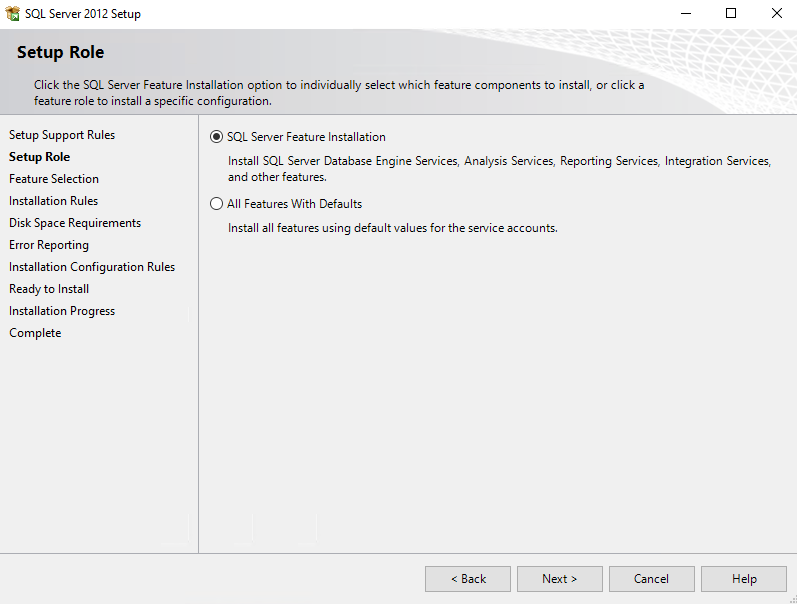 SQL Server 2012 Setup
Setup Role
Click the SQL Server Feature Installation option to individually select which feature components to install, or click a
feature role to install a specific configuration.
Setup Support Rules
Setup Role
Feature Selection
Installation Rules
Disk Space Requirements
Error Reporting
Installation Configuration Rules
Ready to Install
Installation Progress
Complete
SQL Server Feature Installation
Install SQL Server Database Engine Services, Analysis Services, Reporting Services, Integration Services,
and other features.
All Features With Defaults
Install all features using default values for the service accounts.
< Back
Next >
Cancel
Help